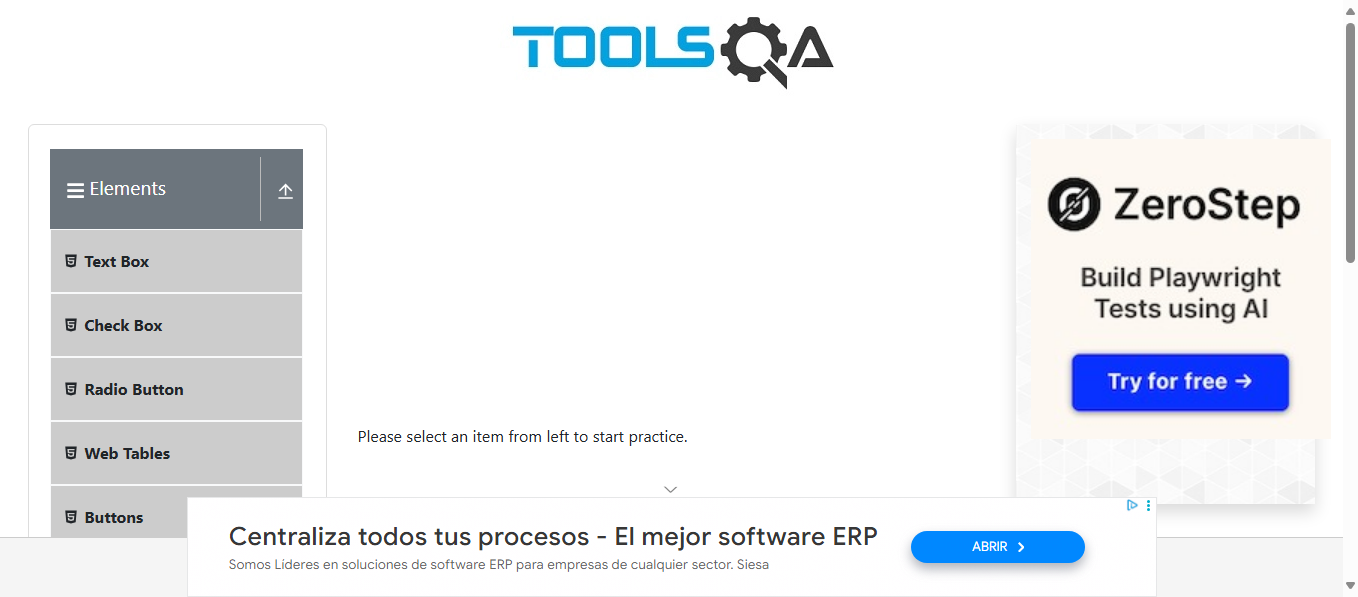 TOOLSQA
Elements
Text Box
Check Box
Radio Button
Web Tables
Buttons
Please select an item from left to start practice.
ZeroStep
Build Playwright
Tests using AI
Try for free →
Centraliza todos tus procesos - El mejor software ERP
Somos Líderes en soluciones de software ERP para empresas de cualquier sector. Siesa
ABRIR